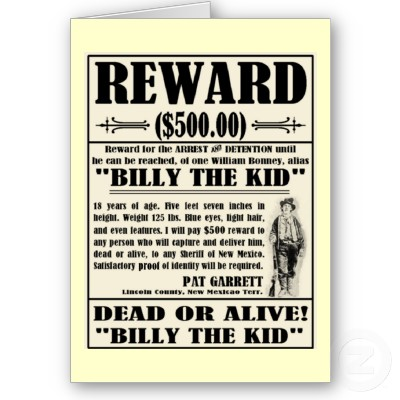 REWARD
($500.00)
Reward for the ARREST AND DETENTION until
he can be reached, of one William Bonney, alias
"BILLY THE KID"
18 years of age. Five feet seven inches in
height. Weight 125 lbs. Blue eyes, light hair,
and even features. I will pay $500 reward to
any person who will capture and deliver him,
dead or alive, to any Sheriff of New Mexico.
Satisfactory proof of identity will be required.
PAT GARRETT
Lincoln County, New Mexicao Terr.
DEAD OR ALIVE!
"BILLY THE KID"